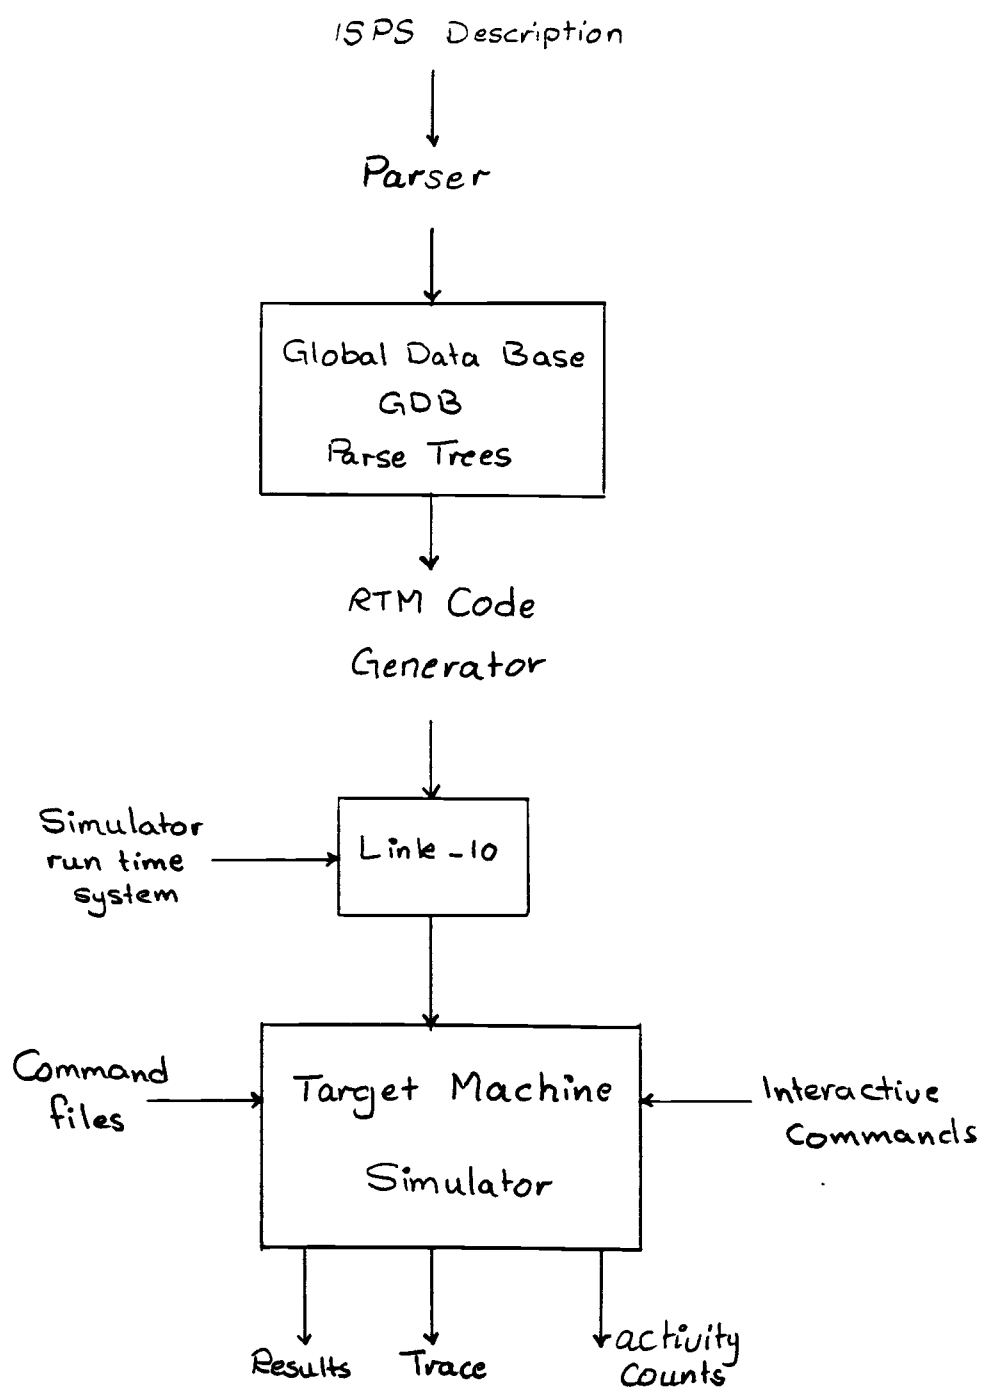 ISPS Description
Parser
Global Data Base
GDB
Parse Trees
RTM Code
Generator
Simulator
run time
system
Link-10
Command
files
Target Machine
Simulator
Interactive
Commands
Results
Trace
activity
counts